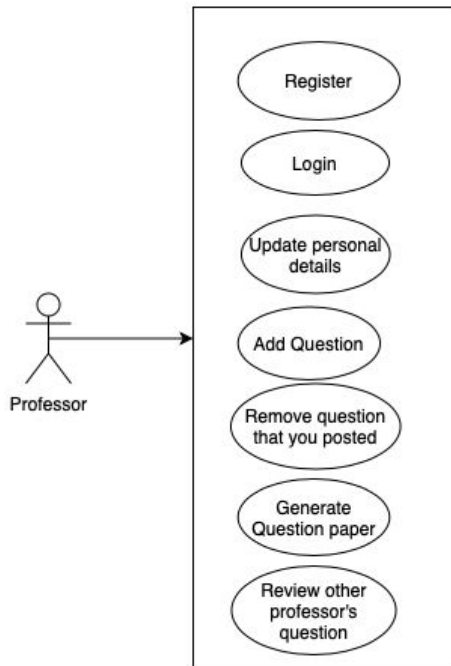 Register
Login
Update personal
details
Professor
Add Question
Remove question
that you posted
Generate
Question paper
Review other
professor's
question